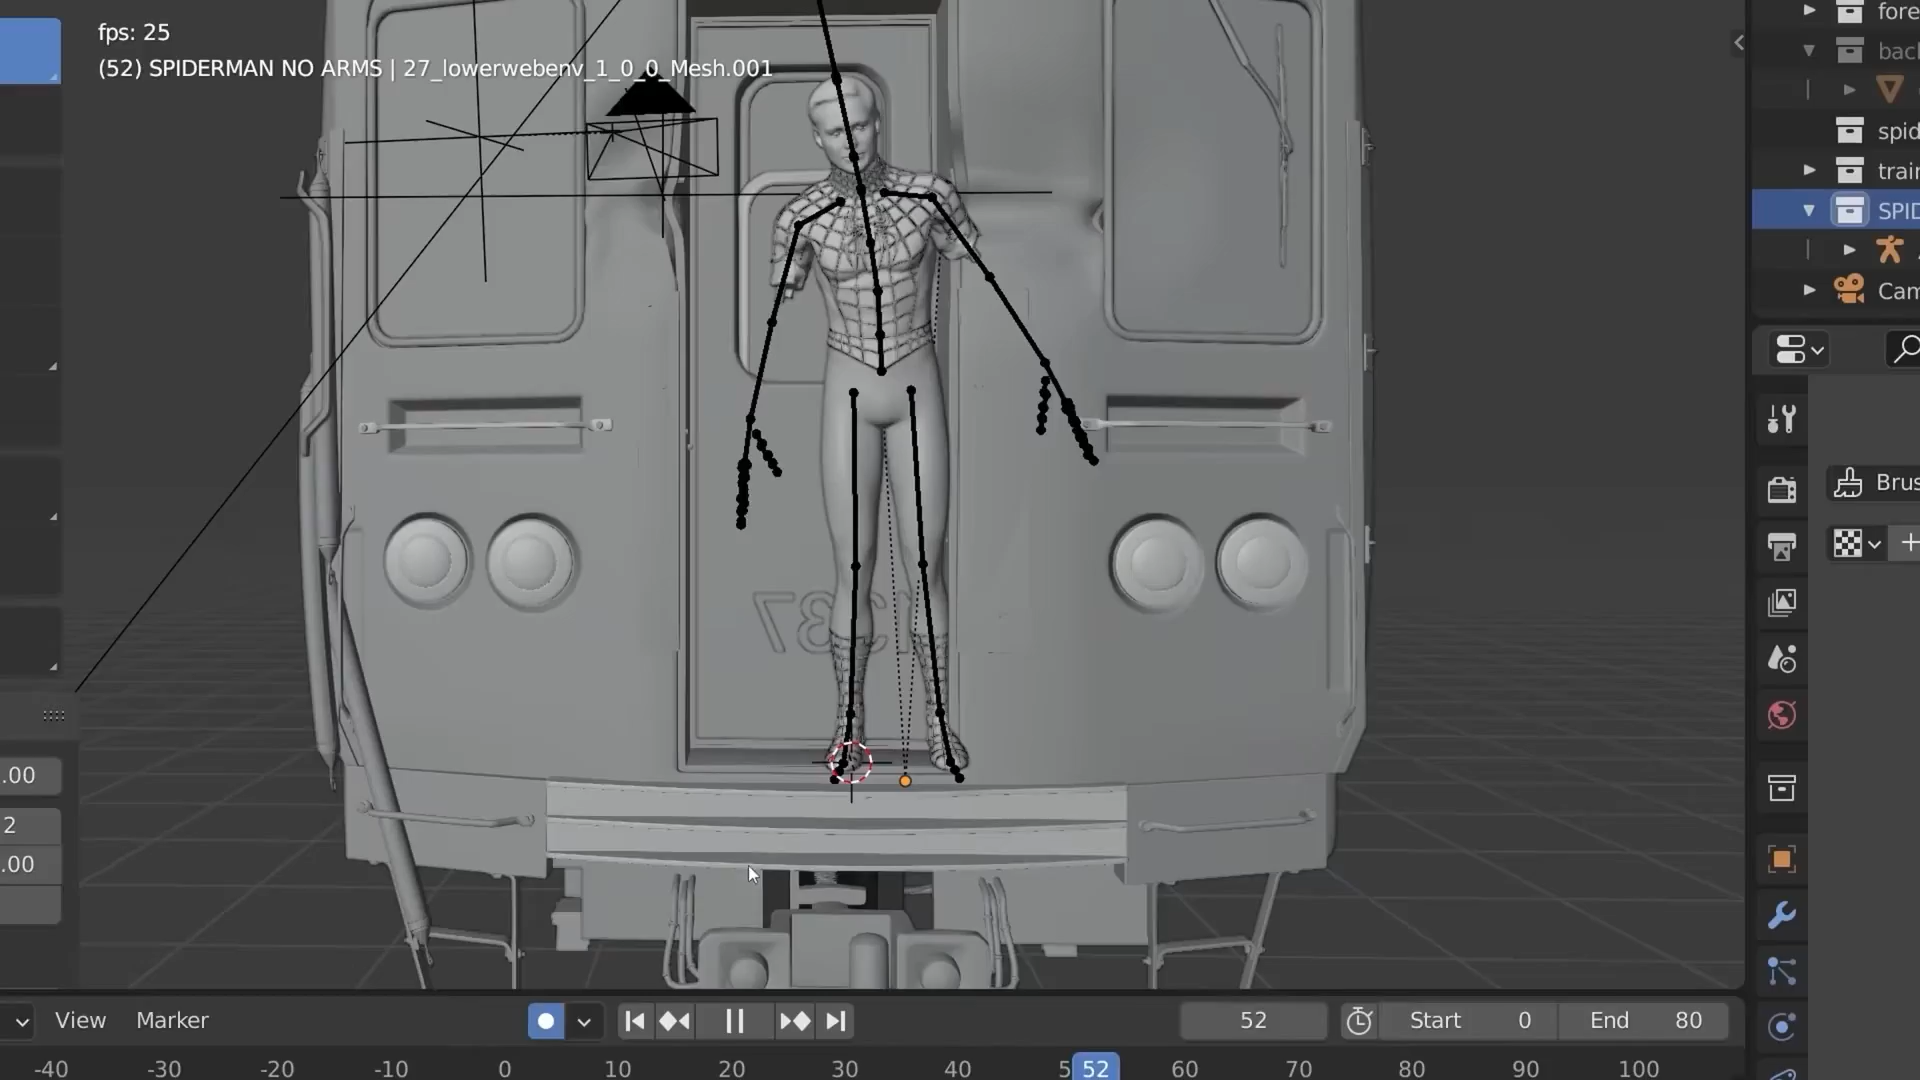 fps: 25
(52) SPIDERMAN NO ARMS | 27_lowerwebenv_1_0_0_Mesh.001
fore
back
spid
train
SPID
Cam
Brus
.00
2
.00
View Marker
52
Start 0
End 80
-40 -30 -20 -10 0 10 20 30 40 5 52 60 70 80 90 100